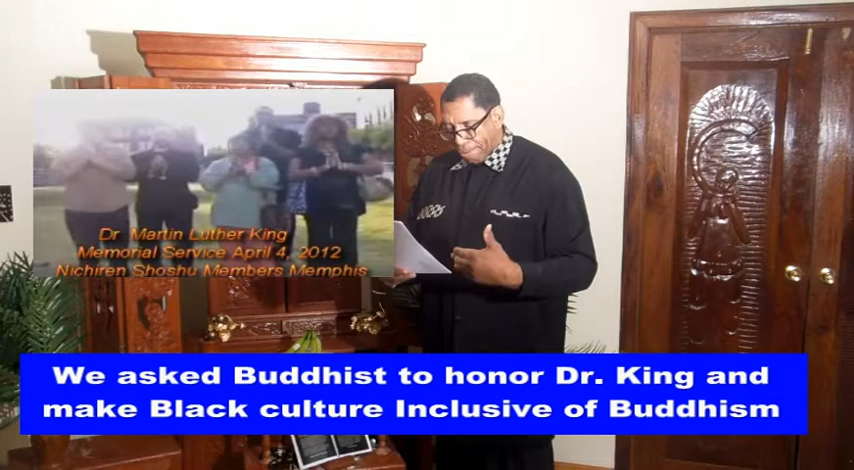 Dr Martin Luther King
Memorial Service April 4, 2012
Nichiren Shoshu Members Memphis
We asked Buddhist to honor Dr. King and
make Black culture Inclusive of Buddhism